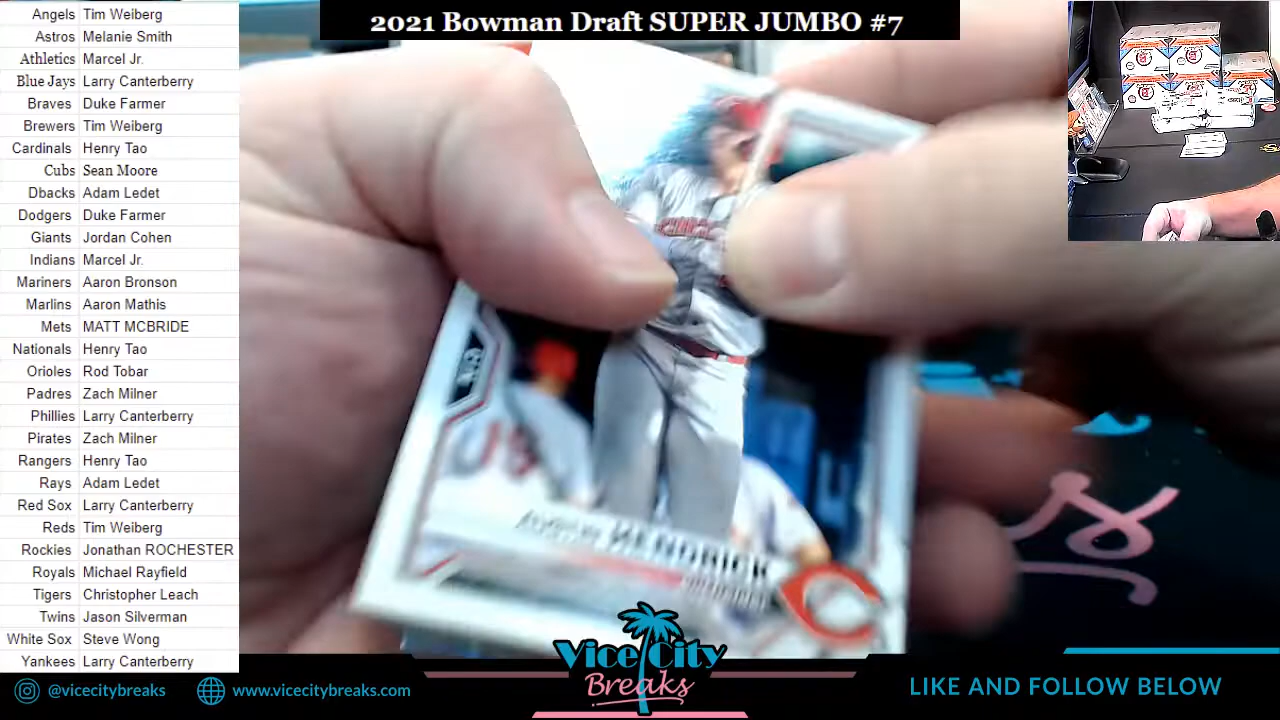 2021 Bowman Draft SUPER JUMBO #7
Angels Tim Weiberg
Astros Melanie Smith
Athletics Marcel Jr.
Blue Jays Larry Canterberry
Braves Duke Farmer
Brewers Tim Weiberg
Cardinals Henry Tao
Cubs Sean Moore
Dbacks Adam Ledet
Dodgers Duke Farmer
Giants Jordan Cohen
Indians Marcel Jr.
Mariners Aaron Bronson
Marlins Aaron Mathis
Mets MATT MCBRIDE
Nationals Henry Tao
Orioles Rod Tobar
Padres Zach Milner
Phillies Larry Canterberry
Pirates Zach Milner
Rangers Henry Tao
Rays Adam Ledet
Red Sox Larry Canterberry
Reds Tim Weiberg
Rockies Jonathan ROCHESTER
Royals Michael Rayfield
Tigers Christopher Leach
Twins Jason Silverman
White Sox Steve Wong
Yankees Larry Canterberry
HENDRICK
@vicecitybreaks
www.vicecitybreaks.com
Vice City
Breaks
LIKE AND FOLLOW BELOW